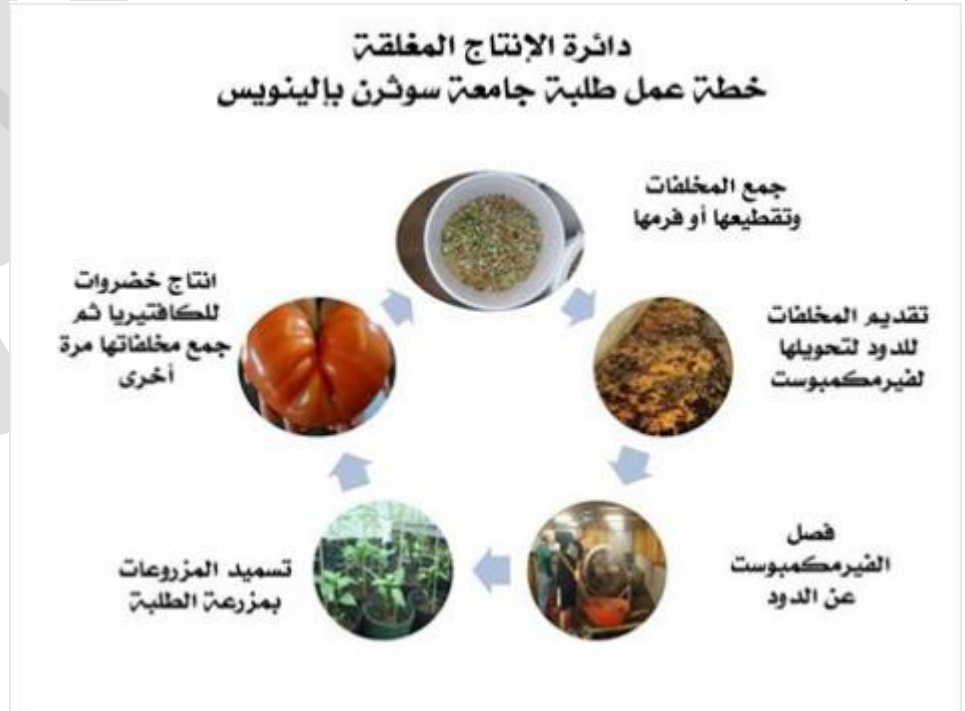 دائرة الإنتاج المغلقة
خطة عمل طلبة جامعة سوثرن بإلينويس
جمع المخلفات
وتقطيعها أو فرمها
تقديم المخلفات
للدود لتحويلها
لفيرمكمبوست
فصل
الفيرمكمبوست
عن الدود
تسميد المزروعات
بمزرعة الطلبة
انتاج خضروات
للكافتيريا ثم
جمع مخلفاتها مرة
أخرى